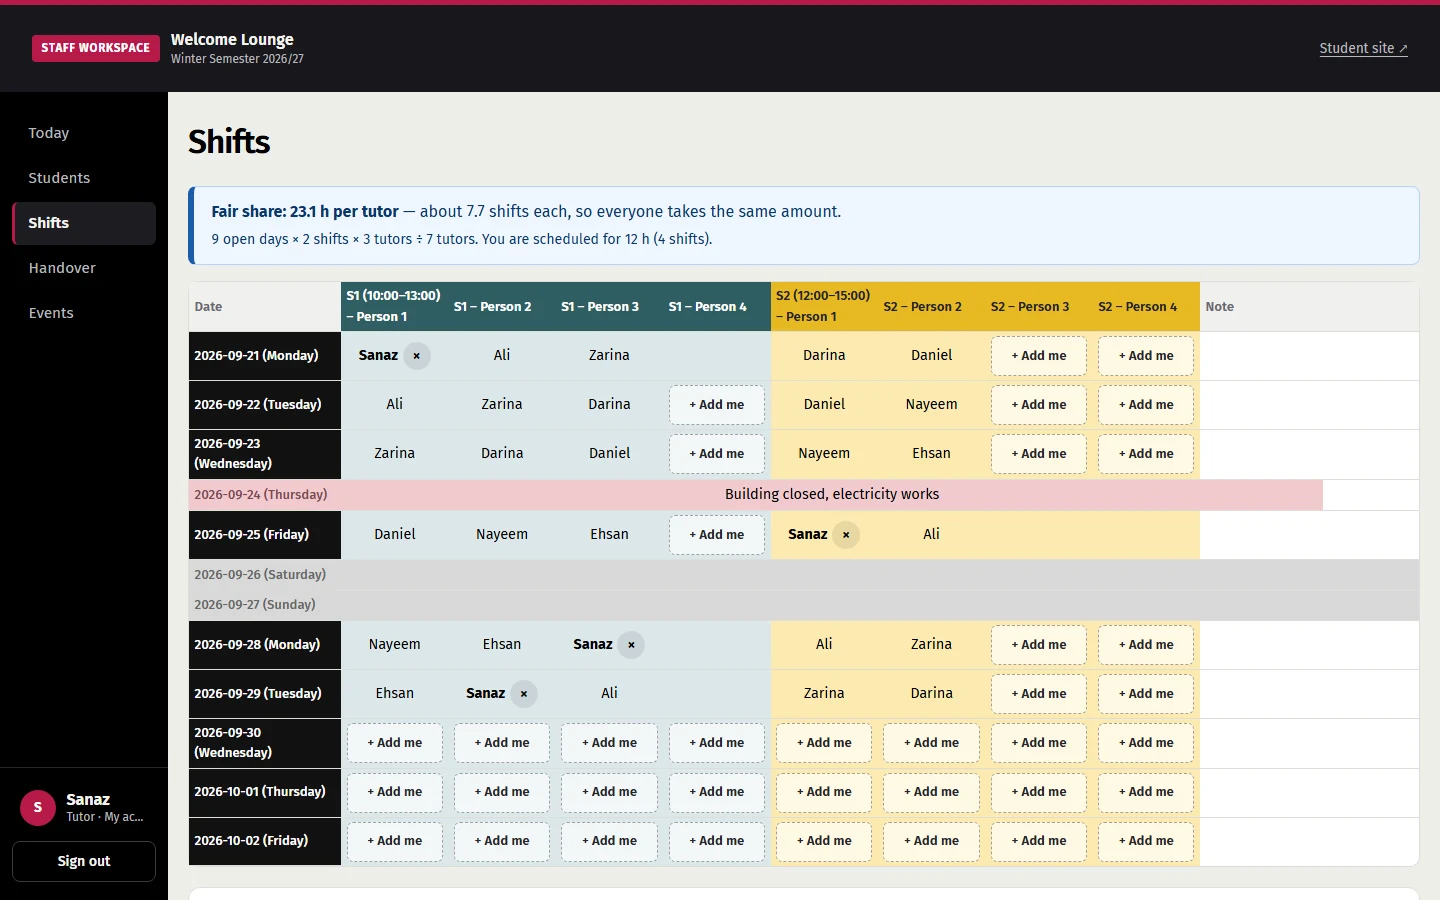 STAFF WORKSPACE
Welcome Lounge
Winter Semester 2026/27
Student site ↗
Today
Students
Shifts
Handover
Events
S
Sanaz
Tutor · My ac...
Sign out
Shifts
Fair share: 23.1 h per tutor — about 7.7 shifts each, so everyone takes the same amount.
9 open days × 2 shifts × 3 tutors ÷ 7 tutors. You are scheduled for 12 h (4 shifts).
Date S1 (10:00–13:00) – Person 1 S1 – Person 2 S1 – Person 3 S1 – Person 4 S2 (12:00–15:00) – Person 1 S2 – Person 2 S2 – Person 3 S2 – Person 4 Note
2026-09-21 (Monday) Sanaz × Ali Zarina Darina Daniel + Add me + Add me
2026-09-22 (Tuesday) Ali Zarina Darina + Add me Daniel Nayeem + Add me + Add me
2026-09-23 (Wednesday) Zarina Darina Daniel + Add me Nayeem Ehsan + Add me + Add me
2026-09-24 (Thursday) Building closed, electricity works
2026-09-25 (Friday) Daniel Nayeem Ehsan + Add me Sanaz × Ali
2026-09-26 (Saturday)
2026-09-27 (Sunday)
2026-09-28 (Monday) Nayeem Ehsan Sanaz × Ali Zarina + Add me + Add me
2026-09-29 (Tuesday) Ehsan Sanaz × Ali Zarina Darina + Add me + Add me
2026-09-30 (Wednesday) + Add me + Add me + Add me + Add me + Add me + Add me + Add me + Add me
2026-10-01 (Thursday) + Add me + Add me + Add me + Add me + Add me + Add me + Add me + Add me
2026-10-02 (Friday) + Add me + Add me + Add me + Add me + Add me + Add me + Add me + Add me